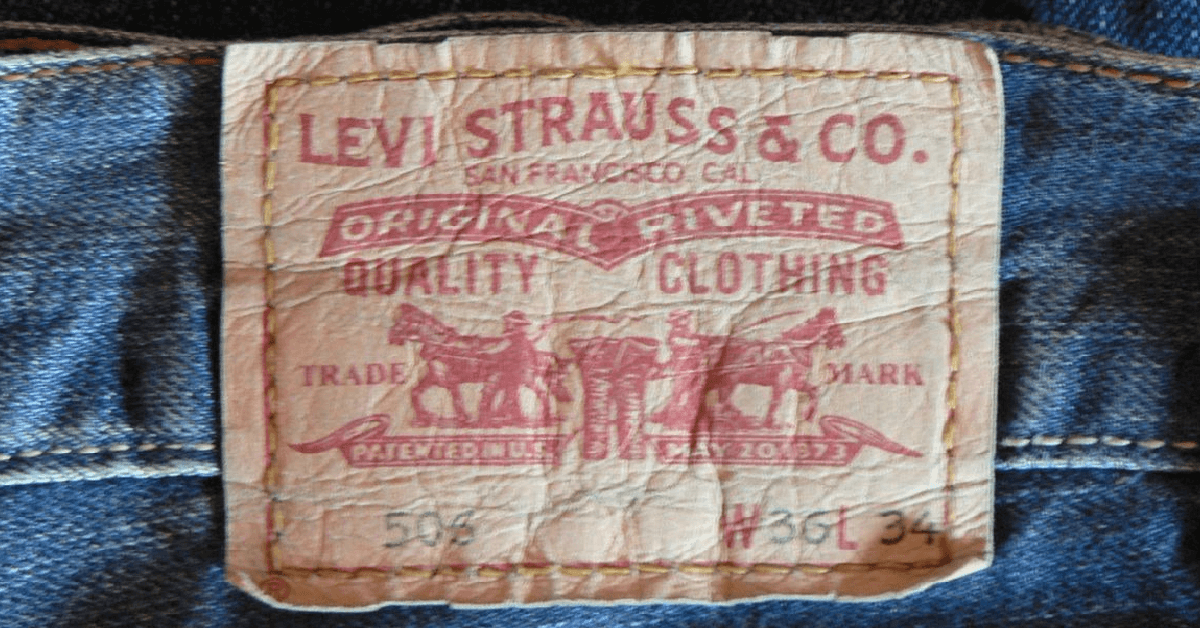 LEVI STRAUSS & CO.
SAN FRANCISCO CAL
ORIGINAL RIVETED
QUALITY CLOTHING
TRADE MARK
PATENTED IN U.S. MAY 20 1873
506 W36 L 34